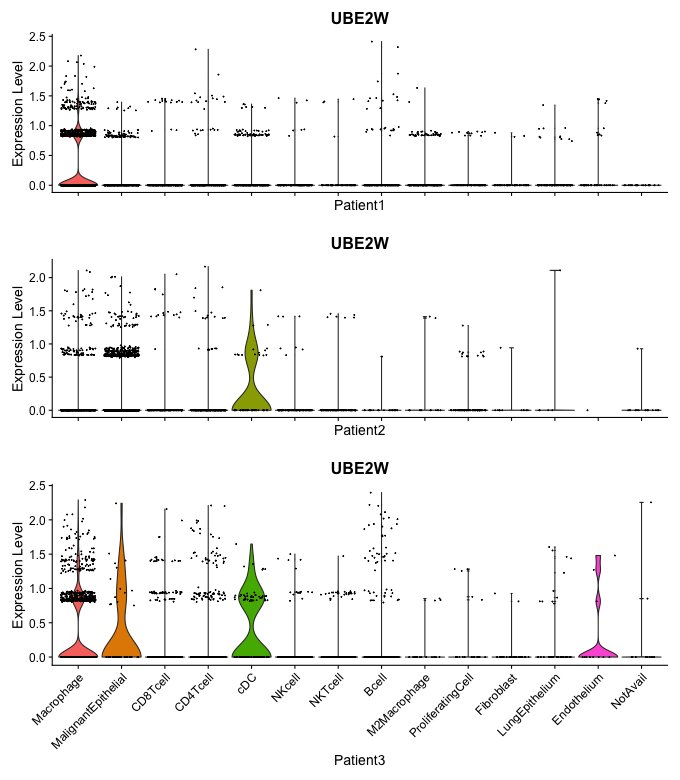 UBE2W
Expression Level
2.5
2.0
1.5
1.0
0.5
0.0
Patient1
UBE2W
Expression Level
2.0
1.5
1.0
0.5
0.0
Patient2
UBE2W
Expression Level
2.5
2.0
1.5
1.0
0.5
0.0
Macrophage
MalignantEpithelial
CD8Tcell
CD4Tcell
cDC
NKcell
NKTcell
Bcell
M2Macrophage
ProliferatingCell
Fibroblast
LungEpithelium
Endothelium
NotAvail
Patient3